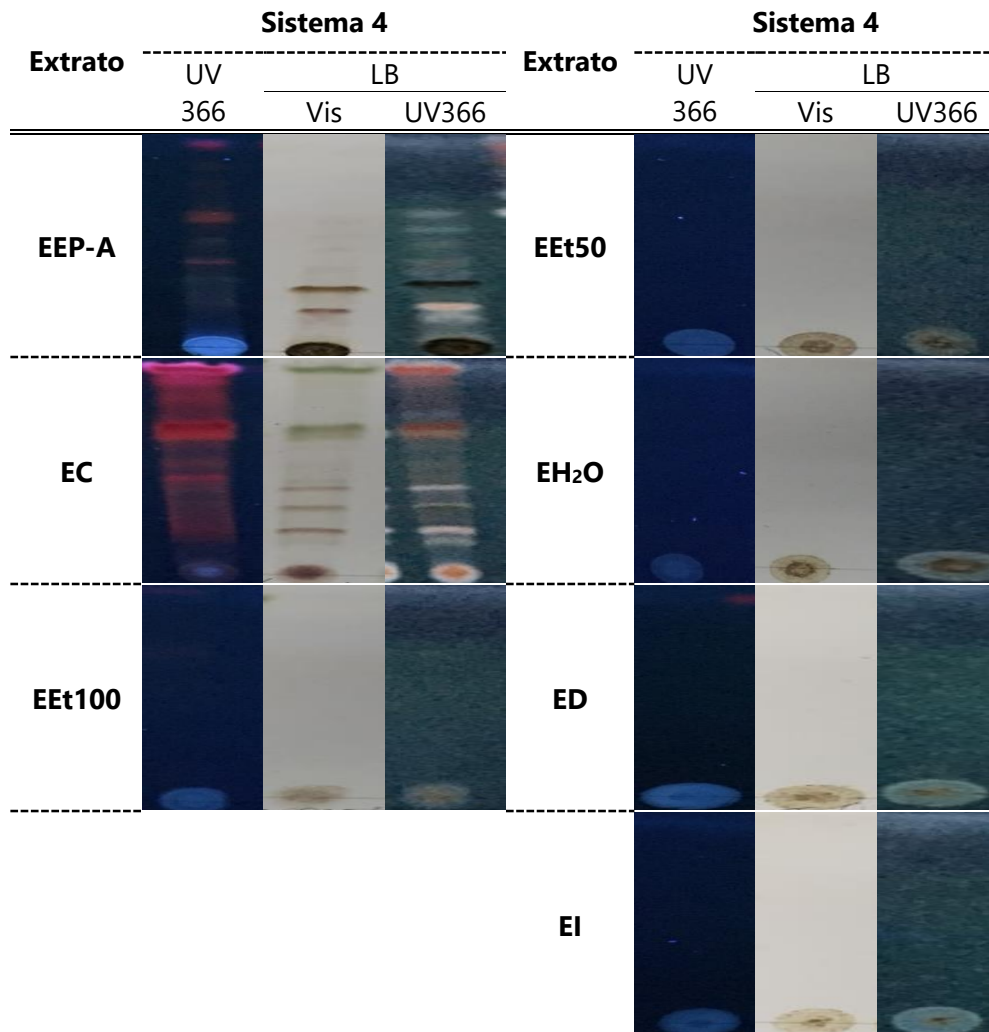 Sistema 4
Sistema 4
Extrato
UV
LB
Extrato
UV
LB
366
Vis
UV366
366
Vis
UV366
EEP-A
EEt50
EC
EH₂O
EEt100
ED
EI